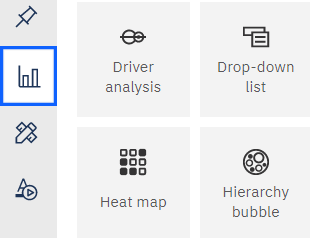 Driver
analysis
Drop-down
list
Heat map
Hierarchy
bubble